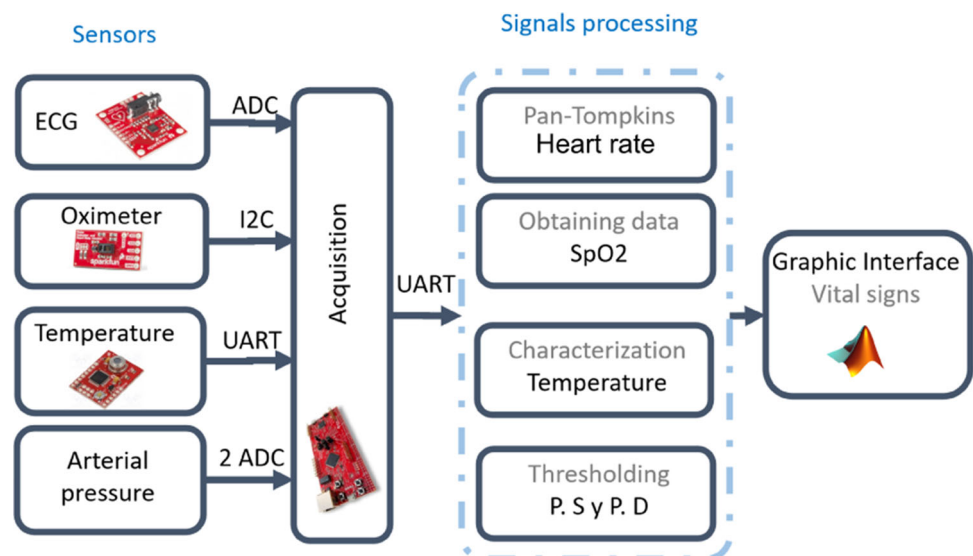 Sensors
Signals processing
ECG
ADC
Oximeter
I2C
Temperature
UART
Arterial
pressure
2 ADC
Acquisition
UART
Pan-Tompkins
Heart rate
Obtaining data
SpO2
Characterization
Temperature
Thresholding
P. S y P. D
Graphic Interface
Vital signs